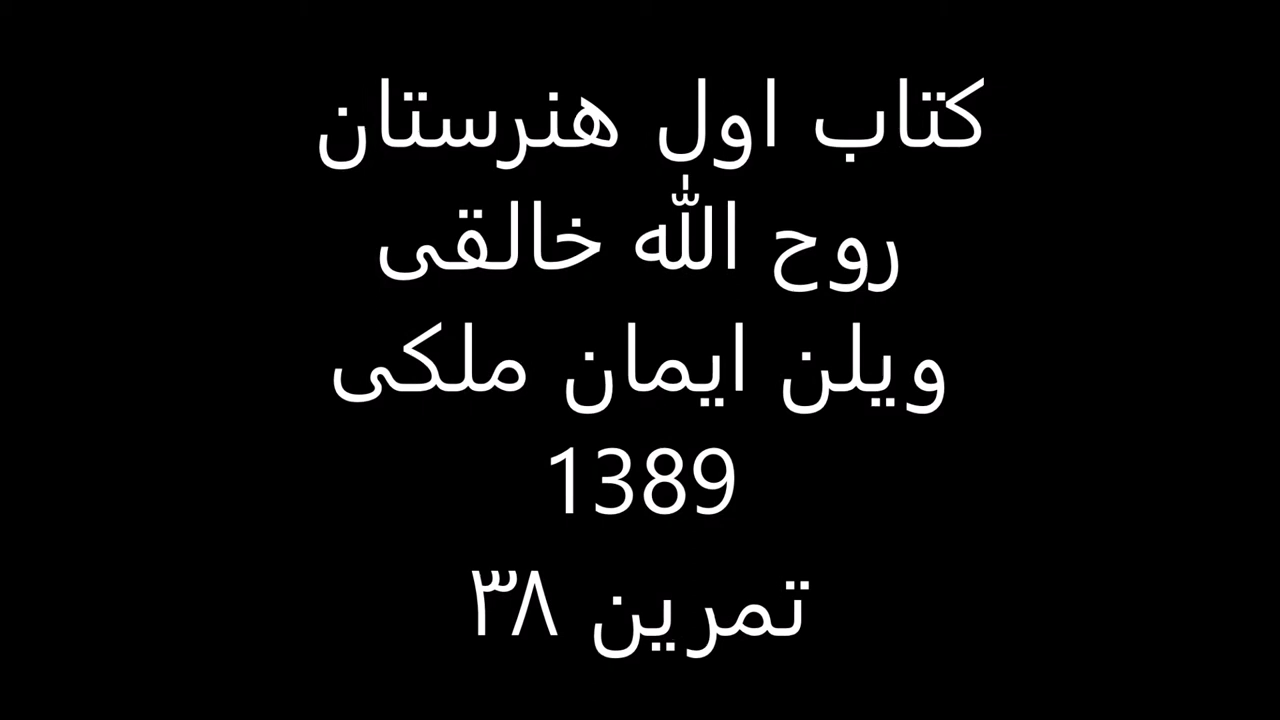 کتاب اول هنرستان
روح الله خالقی
ویلن ایمان ملکی
1389
تمرین ۳۸